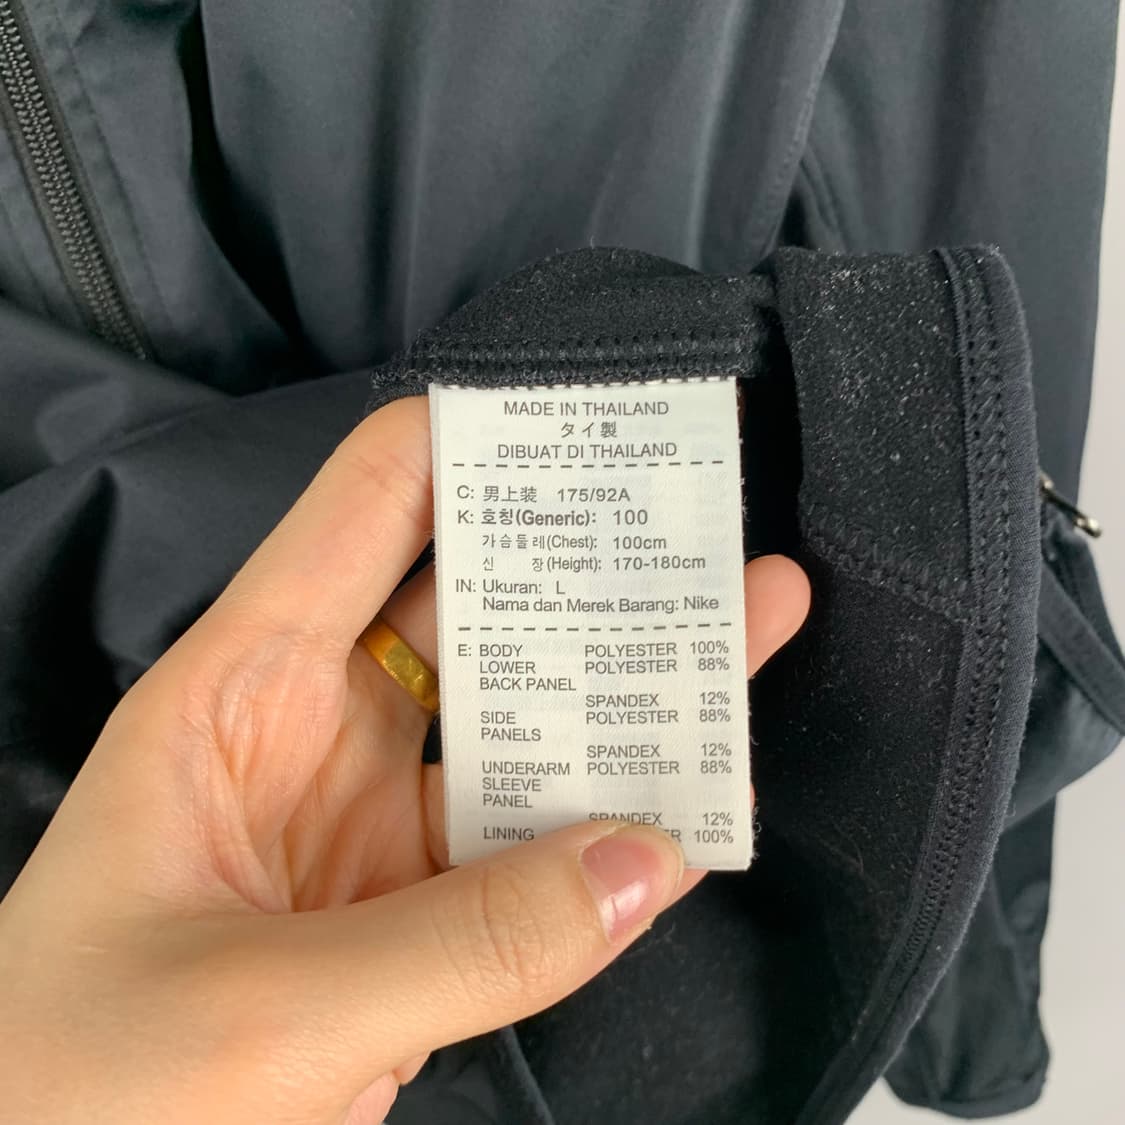 MADE IN THAILAND
タイ製
DIBUAT DI THAILAND
C: 男上装 175/92A
K: 호칭(Generic): 100
가슴둘레(Chest): 100cm
신 장(Height): 170-180cm
IN: Ukuran: L
Nama dan Merek Barang: Nike
E: BODY POLYESTER 100%
LOWER POLYESTER 88%
BACK PANEL
SPANDEX 12%
SIDE POLYESTER 88%
PANELS
SPANDEX 12%
UNDERARM POLYESTER 88%
SLEEVE
PANEL
SPANDEX 12%
LINING 100%